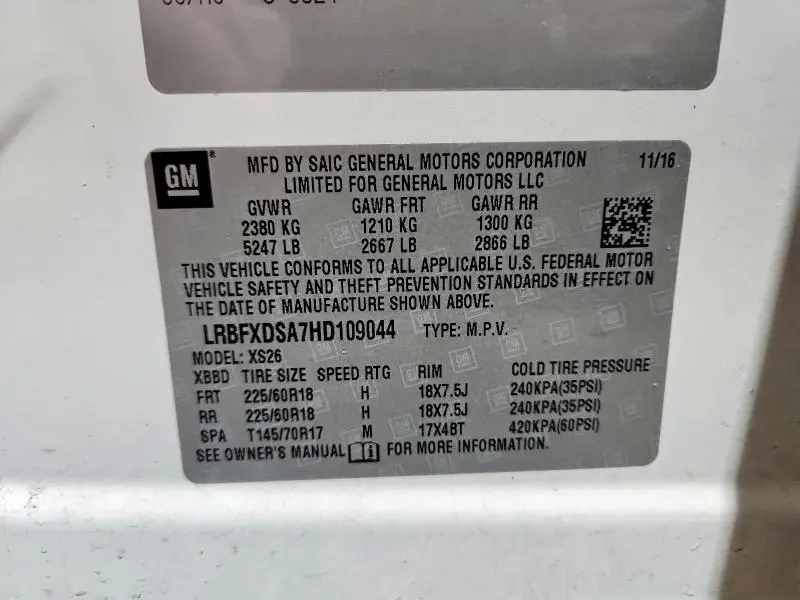 GM
MFD BY SAIC GENERAL MOTORS CORPORATION 11/16
LIMITED FOR GENERAL MOTORS LLC
GVWR GAWR FRT GAWR RR
2380 KG 1210 KG 1300 KG
5247 LB 2667 LB 2866 LB
THIS VEHICLE CONFORMS TO ALL APPLICABLE U.S. FEDERAL MOTOR
VEHICLE SAFETY AND THEFT PREVENTION STANDARDS IN EFFECT ON
THE DATE OF MANUFACTURE SHOWN ABOVE.
LRBFXDSA7HD109044 TYPE: M.P.V.
MODEL: XS26
XBBD TIRE SIZE SPEED RTG RIM COLD TIRE PRESSURE
FRT 225/60R18 H 18X7.5J 240KPA(35PSI)
RR 225/60R18 H 18X7.5J 240KPA(35PSI)
SPA T145/70R17 M 17X4BT 420KPA(60PSI)
SEE OWNER'S MANUAL FOR MORE INFORMATION.